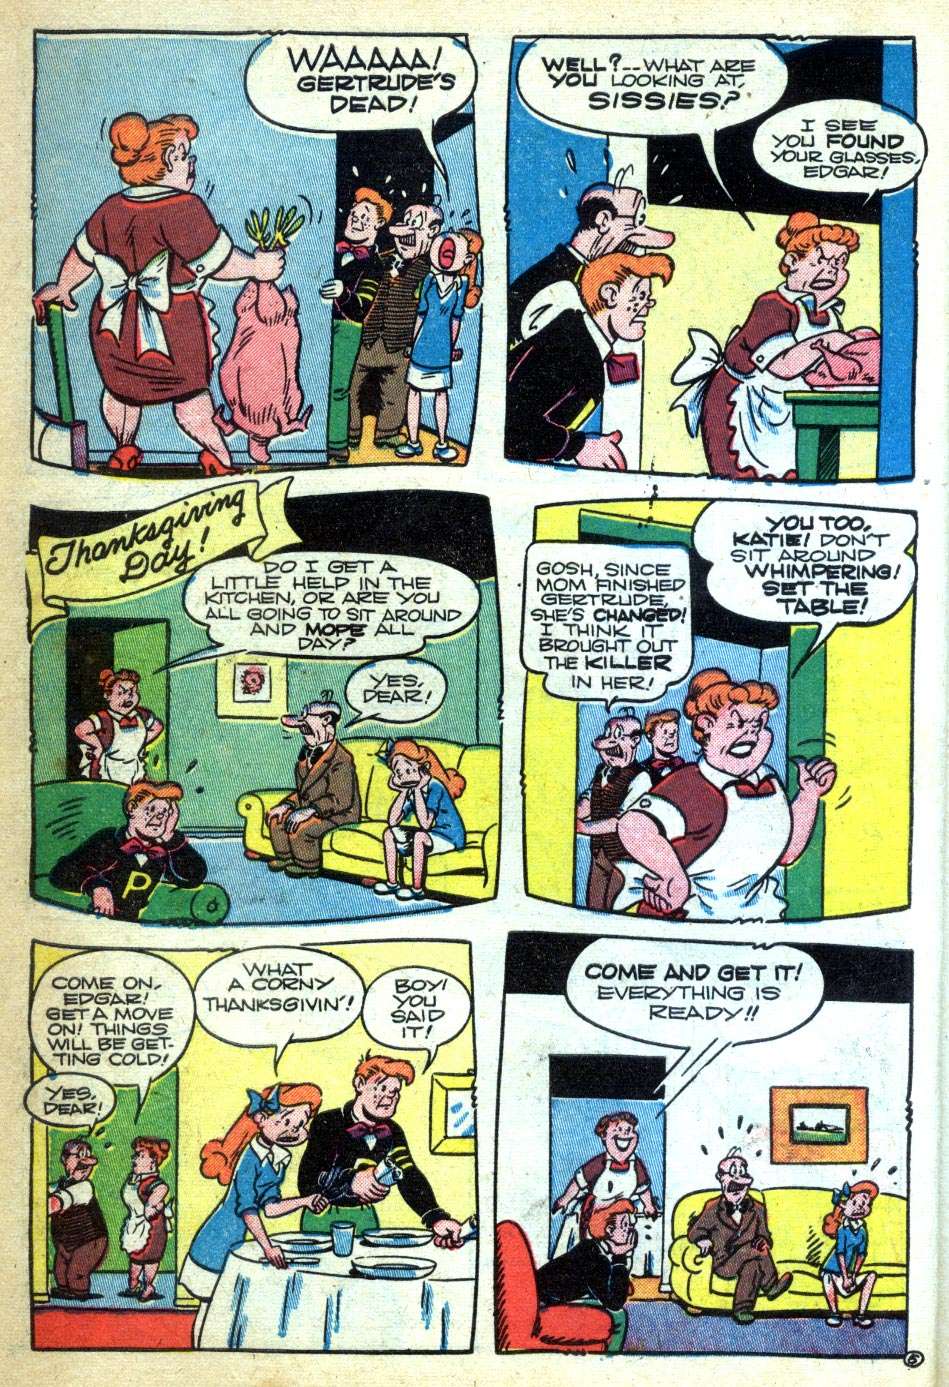 WAAAAA!
GERTRUDE'S
DEAD!
WELL?--WHAT ARE
YOU LOOKING AT,
SISSIES?
I SEE
YOU FOUND
YOUR GLASSES,
EDGAR!
Thanksgiving
Day!
DO I GET A
LITTLE HELP IN THE
KITCHEN, OR ARE YOU
ALL GOING TO SIT AROUND
AND MOPE ALL
DAY?
YES,
DEAR!
GOSH, SINCE
MOM FINISHED
GERTRUDE,
SHE'S CHANGED!
I THINK IT
BROUGHT OUT
THE KILLER
IN HER!
YOU TOO,
KATIE! DON'T
SIT AROUND
WHIMPERING!
SET THE
TABLE!
COME ON,
EDGAR!
GET A MOVE
ON! THINGS
WILL BE GET-
TING COLD!
YES,
DEAR!
WHAT
A CORNY
THANKSGIVIN'!
BOY!
YOU
SAID
IT!
COME AND GET IT!
EVERYTHING IS
READY!!
P
5